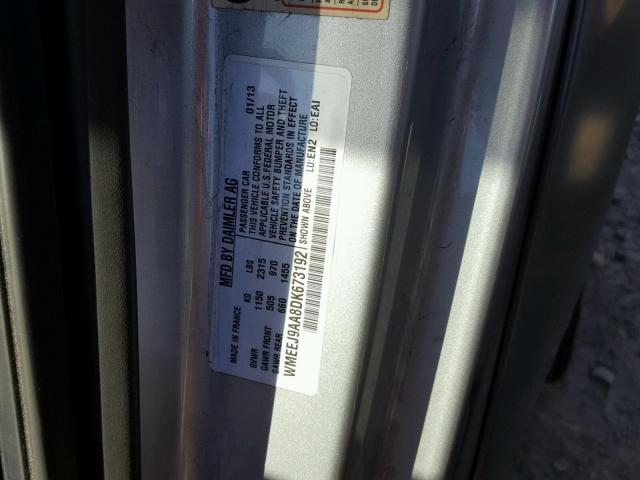 MFD BY DAIMLER AG
MADE IN FRANCE
PASSENGER CAR 01/13
KG LBS
GVWR 1150 2315
GAWR FRONT 505 970
GAWR REAR 660 1455
THIS VEHICLE CONFORMS TO ALL
APPLICABLE U.S. FEDERAL MOTOR
VEHICLE SAFETY BUMPER AND THEFT
PREVENTION STANDARDS IN EFFECT
ON THE DATE OF MANUFACTURE
SHOWN ABOVE LU:EN2 LO:EAI
WMEEJ9AA8DK673192